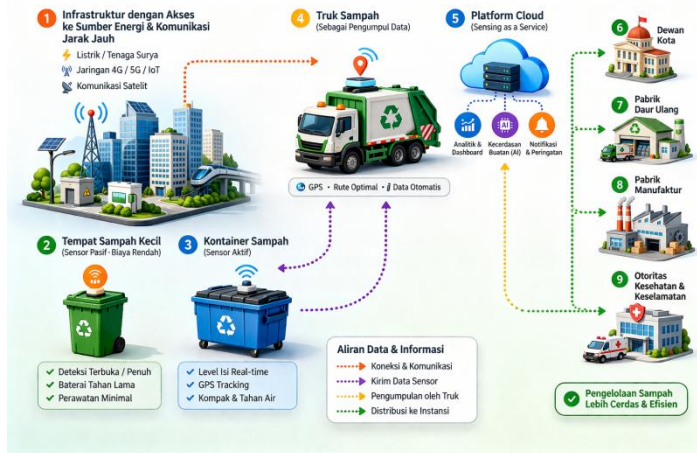 1
Infrastruktur dengan Akses
ke Sumber Energi & Komunikasi
Jarak Jauh
Listrik / Tenaga Surya
Jaringan 4G / 5G / IoT
Komunikasi Satelit
4
Truk Sampah
(Sebagai Pengumpul Data)
GPS • Rute Optimal • Data Otomatis
5
Platform Cloud
(Sensing as a Service)
AI
Analitik &
Dashboard
Kecerdasan
Buatan (AI)
Notifikasi
& Peringatan
6
Dewan
Kota
7
Pabrik
Daur Ulang
8
Pabrik
Manufaktur
9
Otoritas
Kesehatan &
Keselamatan
2
Tempat Sampah Kecil
(Sensor Pasif - Biaya Rendah)
Deteksi Terbuka / Penuh
Baterai Tahan Lama
Perawatan Minimal
3
Kontainer Sampah
(Sensor Aktif)
Level Isi Real-time
GPS Tracking
Kompak & Tahan Air
Aliran Data & Informasi
Koneksi & Komunikasi
Kirim Data Sensor
Pengumpulan oleh Truk
Distribusi ke Instansi
Pengelolaan Sampah
Lebih Cerdas & Efisien